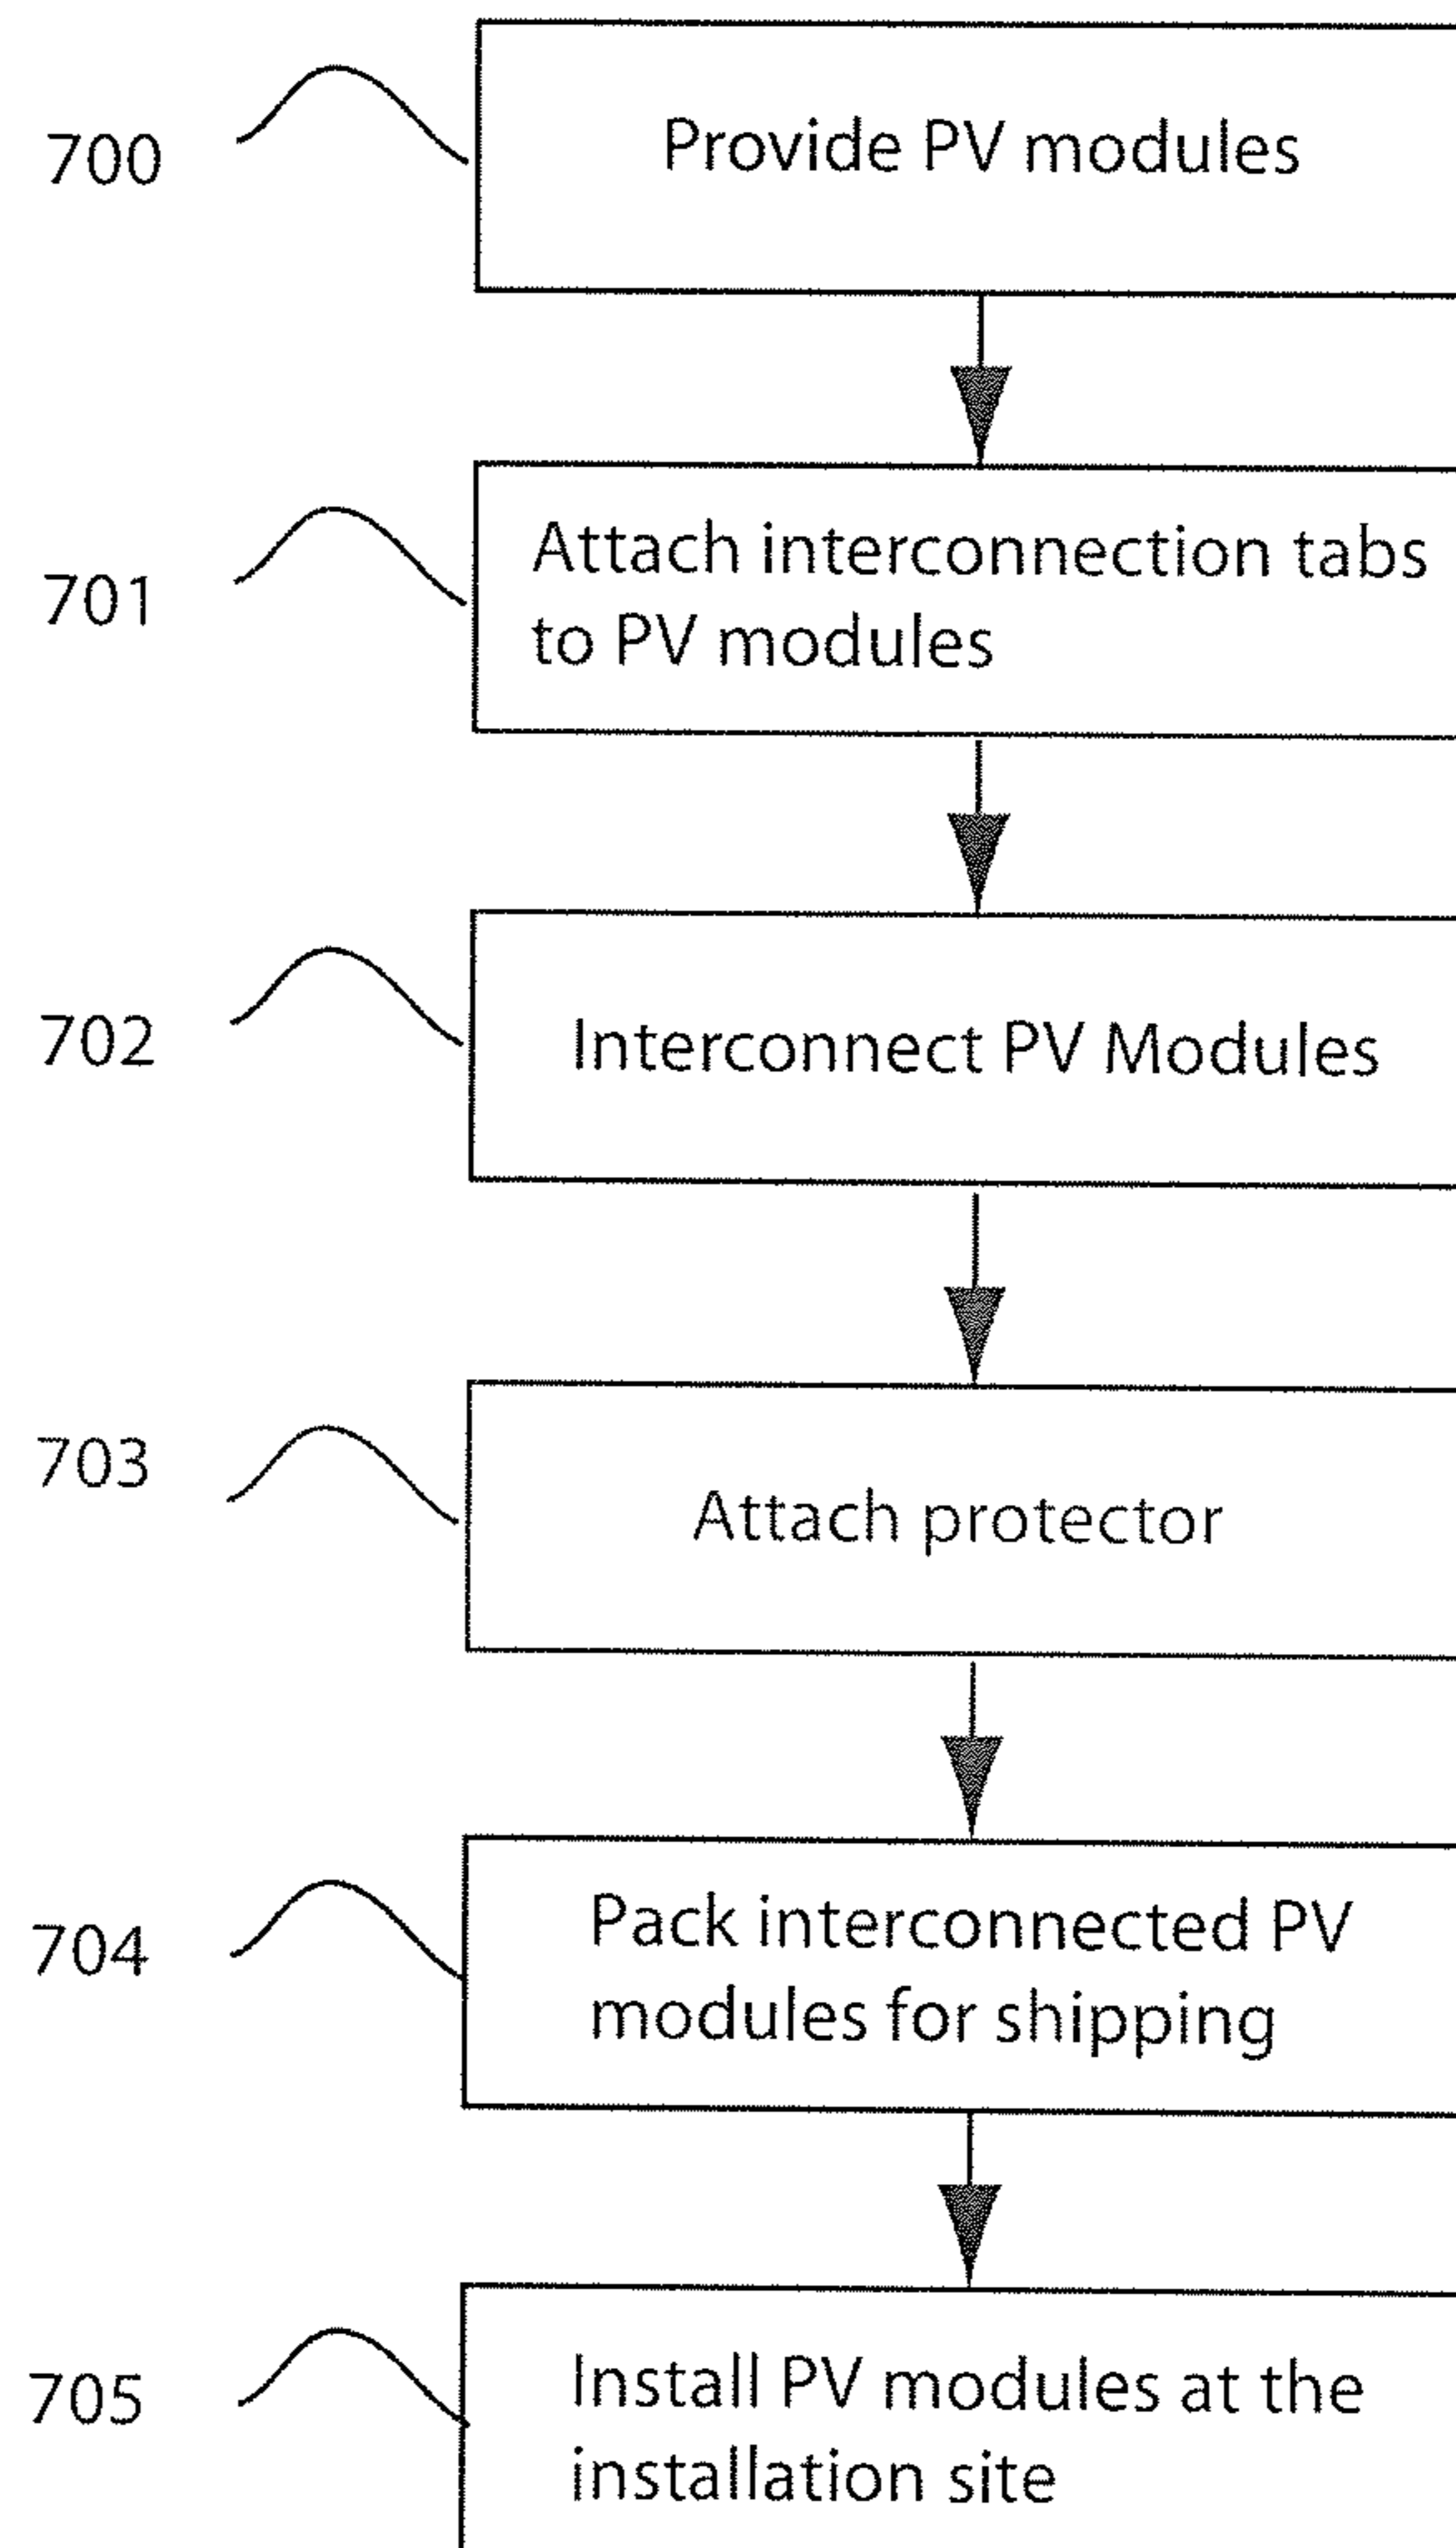 700
Provide PV modules
701
Attach interconnection tabs
to PV modules
702
Interconnect PV Modules
703
Attach protector
704
Pack interconnected PV
modules for shipping
705
Install PV modules at the
installation site